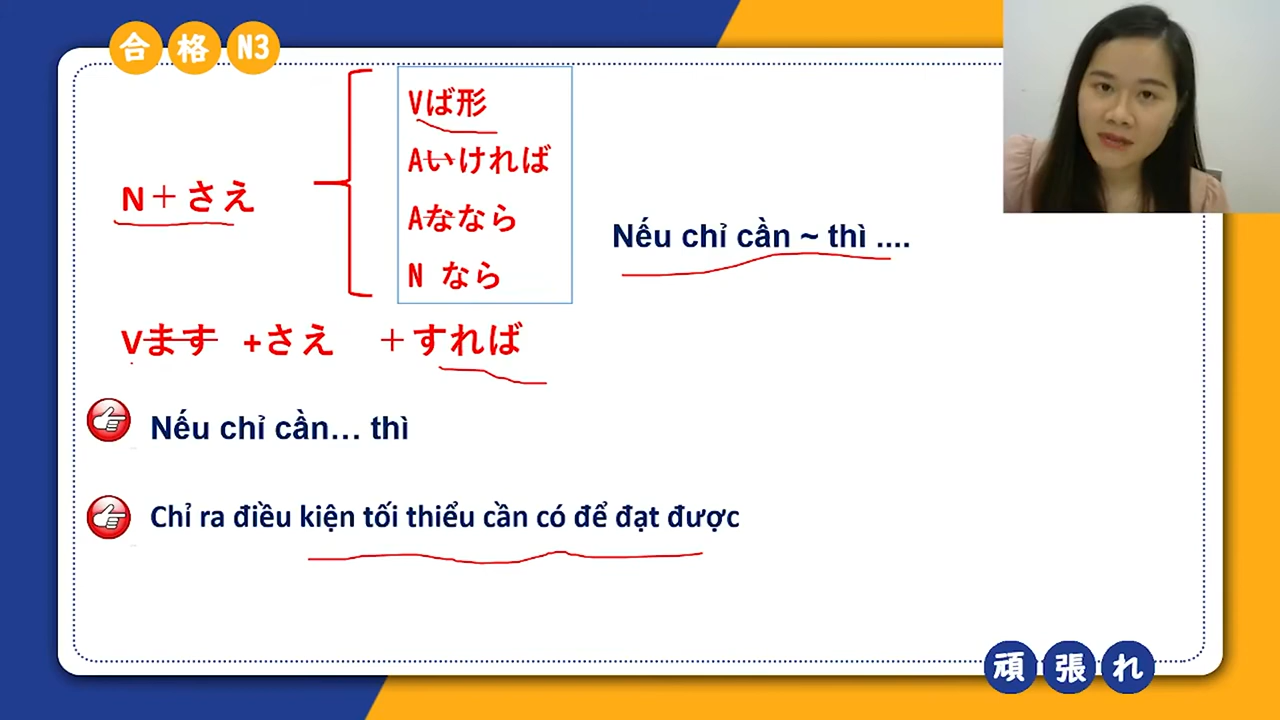 合格N3
N＋さえ
Vば形
Aいければ
Aななら
N なら
Nếu chỉ cần ~ thì ....
Vます +さえ ＋すれば
Nếu chỉ cần… thì
Chỉ ra điều kiện tối thiểu cần có để đạt được
頑張れ